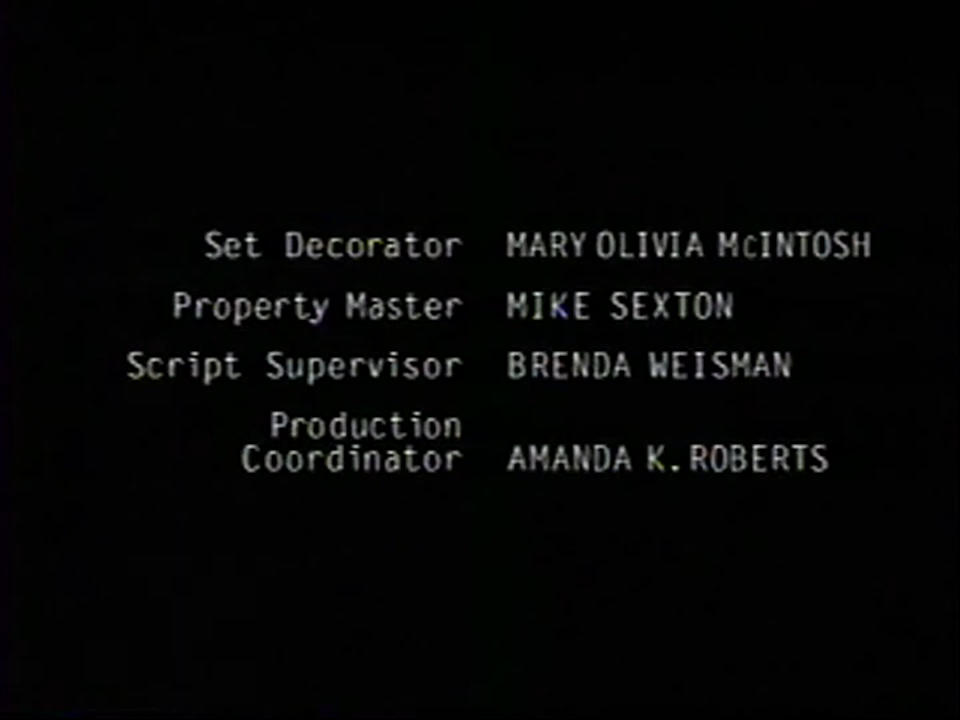 Set Decorator MARY OLIVIA McINTOSH
Property Master MIKE SEXTON
Script Supervisor BRENDA WEISMAN
Production
Coordinator AMANDA K. ROBERTS